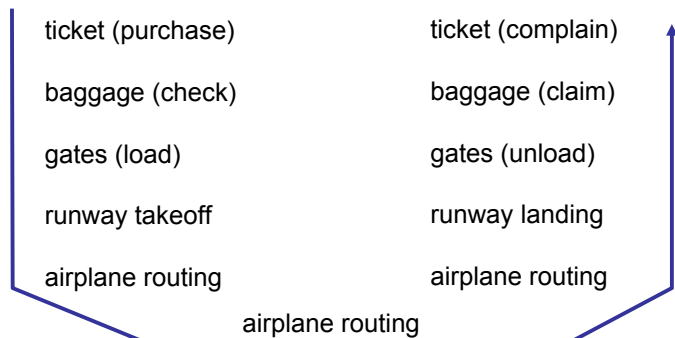 ticket (purchase)
baggage (check)
gates (load)
runway takeoff
airplane routing
ticket (complain)
baggage (claim)
gates (unload)
runway landing
airplane routing
airplane routing